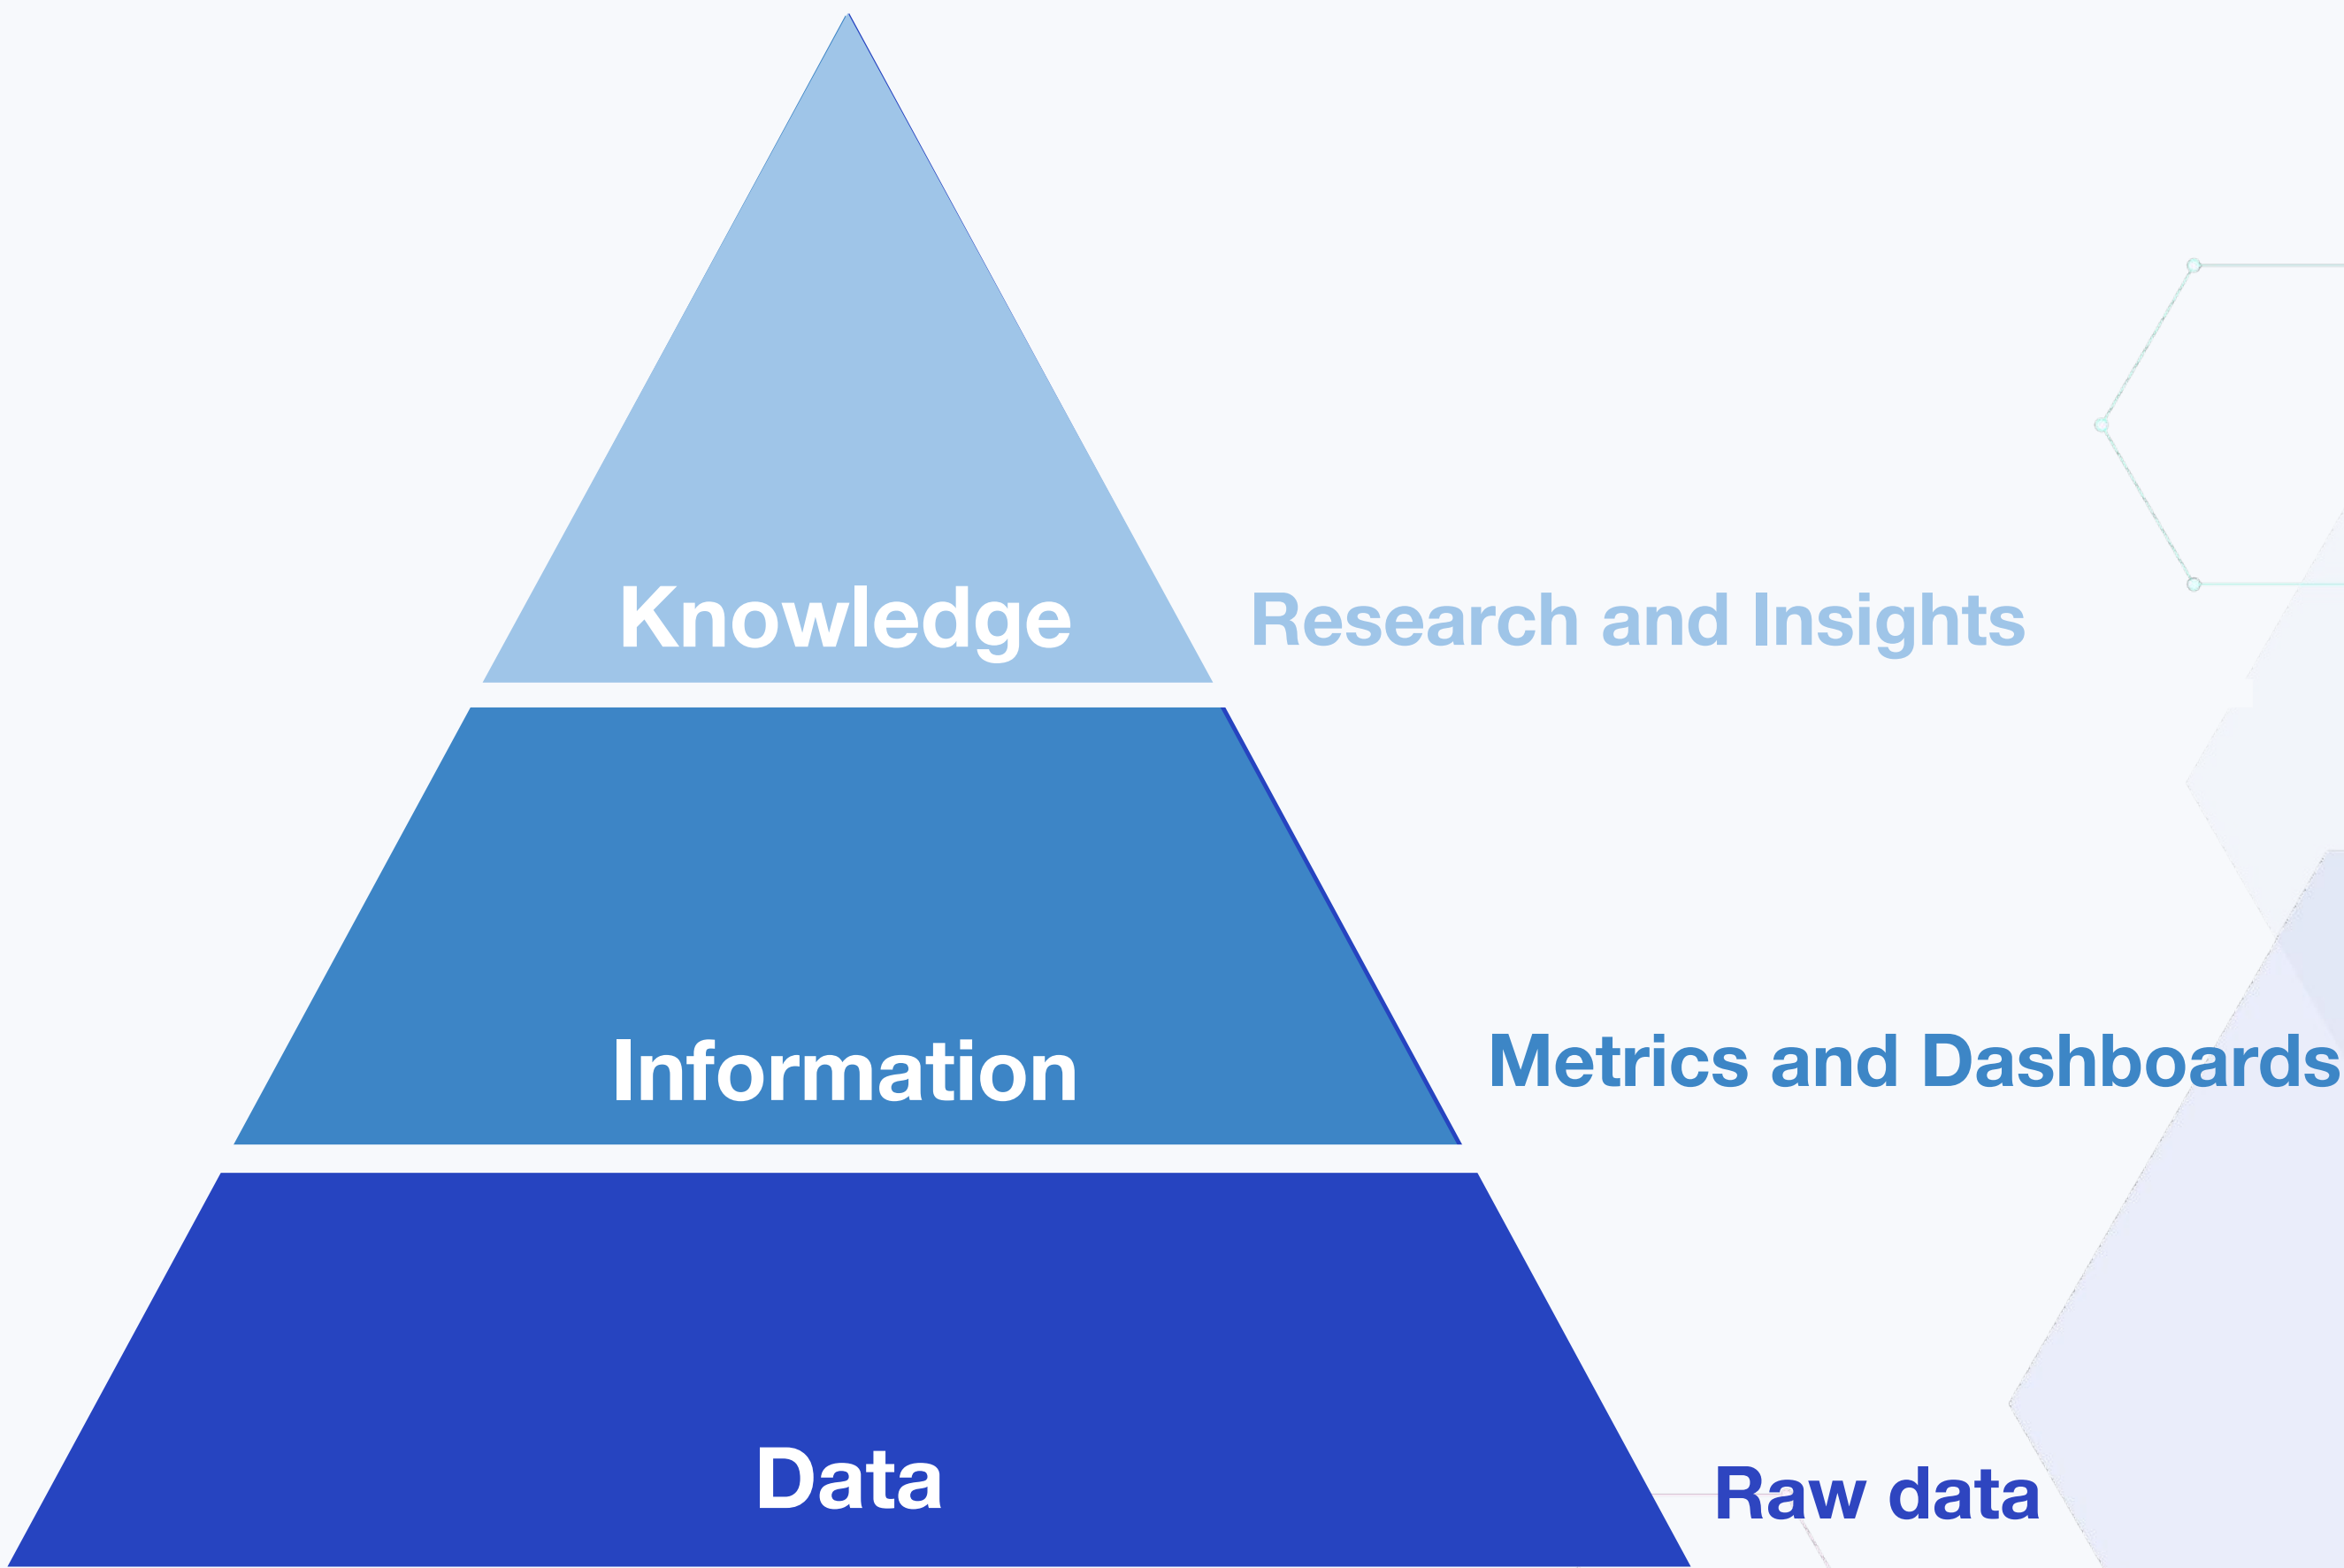 Knowledge
Research and Insights
Information
Metrics and Dashboards
Data
Raw data